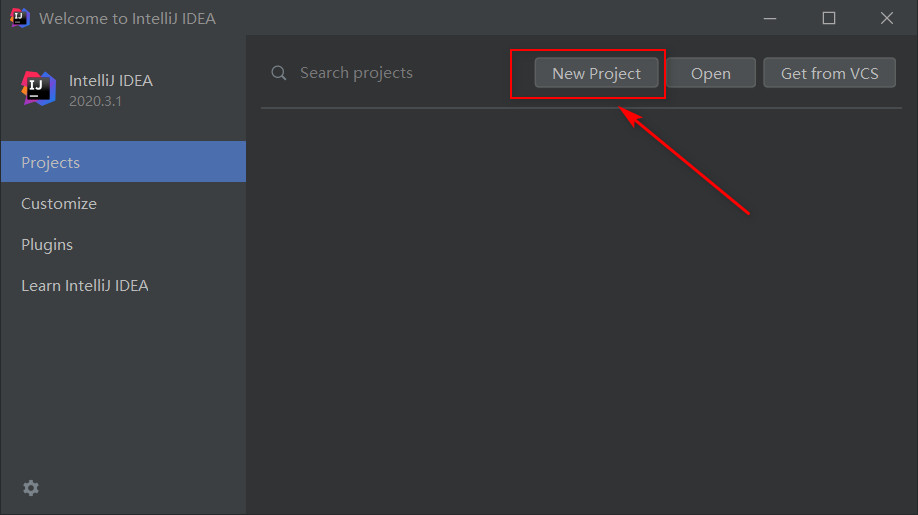 Welcome to IntelliJ IDEA
IJ
IntelliJ IDEA
2020.3.1
Search projects
New Project
Open
Get from VCS
Projects
Customize
Plugins
Learn IntelliJ IDEA